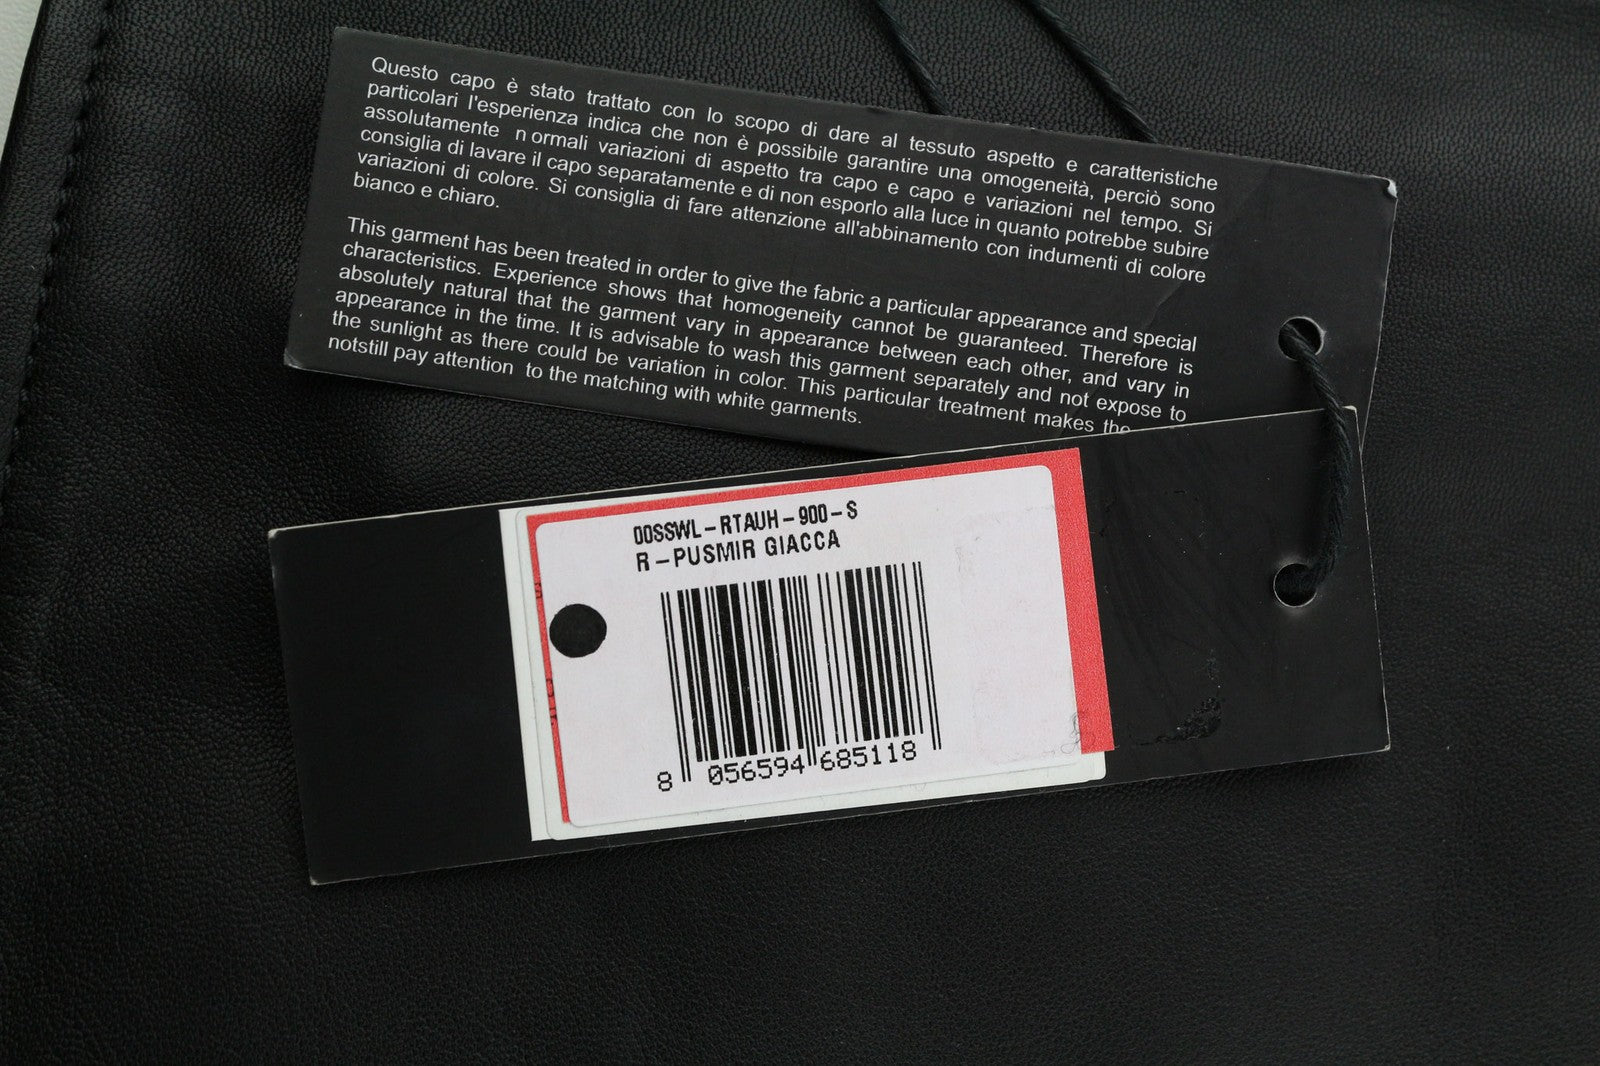 Questo capo è stato trattato con lo scopo di dare al tessuto aspetto e caratteristiche
particolari l'esperienza indica che non è possibile garantire una omogeneità, perciò sono
assolutamente n ormali variazioni di aspetto tra capo e capo e variazioni nel tempo. Si
consiglia di lavare il capo separatamente e di non esporlo alla luce in quanto potrebbe subire
variazioni di colore. Si consiglia di fare attenzione all'abbinamento con indumenti di colore
bianco e chiaro.
This garment has been treated in order to give the fabric a particular appearance and special
characteristics. Experience shows that homogeneity cannot be guaranteed. Therefore is
absolutely natural that the garment vary in appearance between each other, and vary in
appearance in the time. It is advisable to wash this garment separately and not expose to
the sunlight as there could be variation in color. This particular treatment makes the
notstill pay attention to the matching with white garments.
00SSWL-RTAUH-900-S
R-PUSMIR GIACCA
8 056594 685118